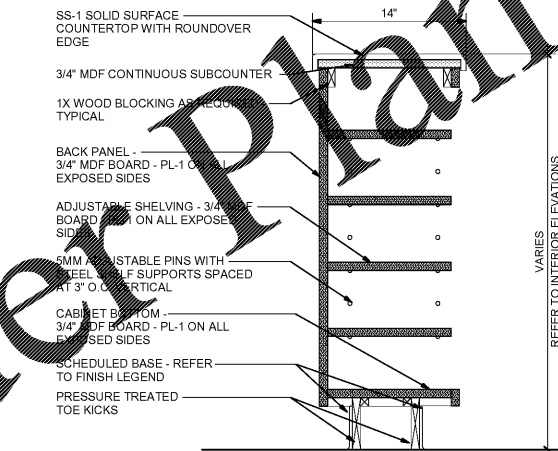 SS-1 SOLID SURFACE
COUNTERTOP WITH ROUNDOVER
EDGE
14"
3/4" MDF CONTINUOUS SUBCOUNTER
1X WOOD BLOCKING AS REQUIRED
TYPICAL
BACK PANEL -
3/4" MDF BOARD - PL-1 ON ALL
EXPOSED SIDES
ADJUSTABLE SHELVING - 3/4" MDF
BOARD - PL-1 ON ALL EXPOSED
SIDES
5MM ADJUSTABLE PINS WITH
STEEL SHELF SUPPORTS SPACED
AT 3" O.C. VERTICAL
CABINET BOTTOM -
3/4" MDF BOARD - PL-1 ON ALL
EXPOSED SIDES
SCHEDULED BASE - REFER
TO FINISH LEGEND
PRESSURE TREATED
TOE KICKS
VARIES
REFER TO INTERIOR ELEVATIONS
er Plan